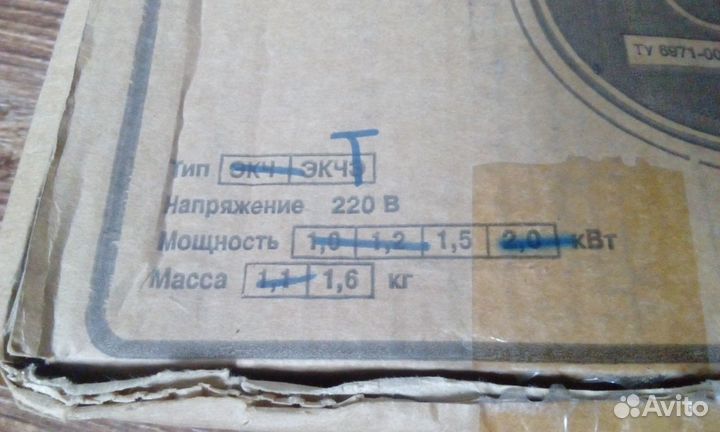 ТУ 6971-00
Т
Тип ЭКЧ ЭКЧЭ
Напряжение 220 В
Мощность 1,0 1,2 1,5 2,0 кВт
Масса 1,1 1,6 кг
Avito